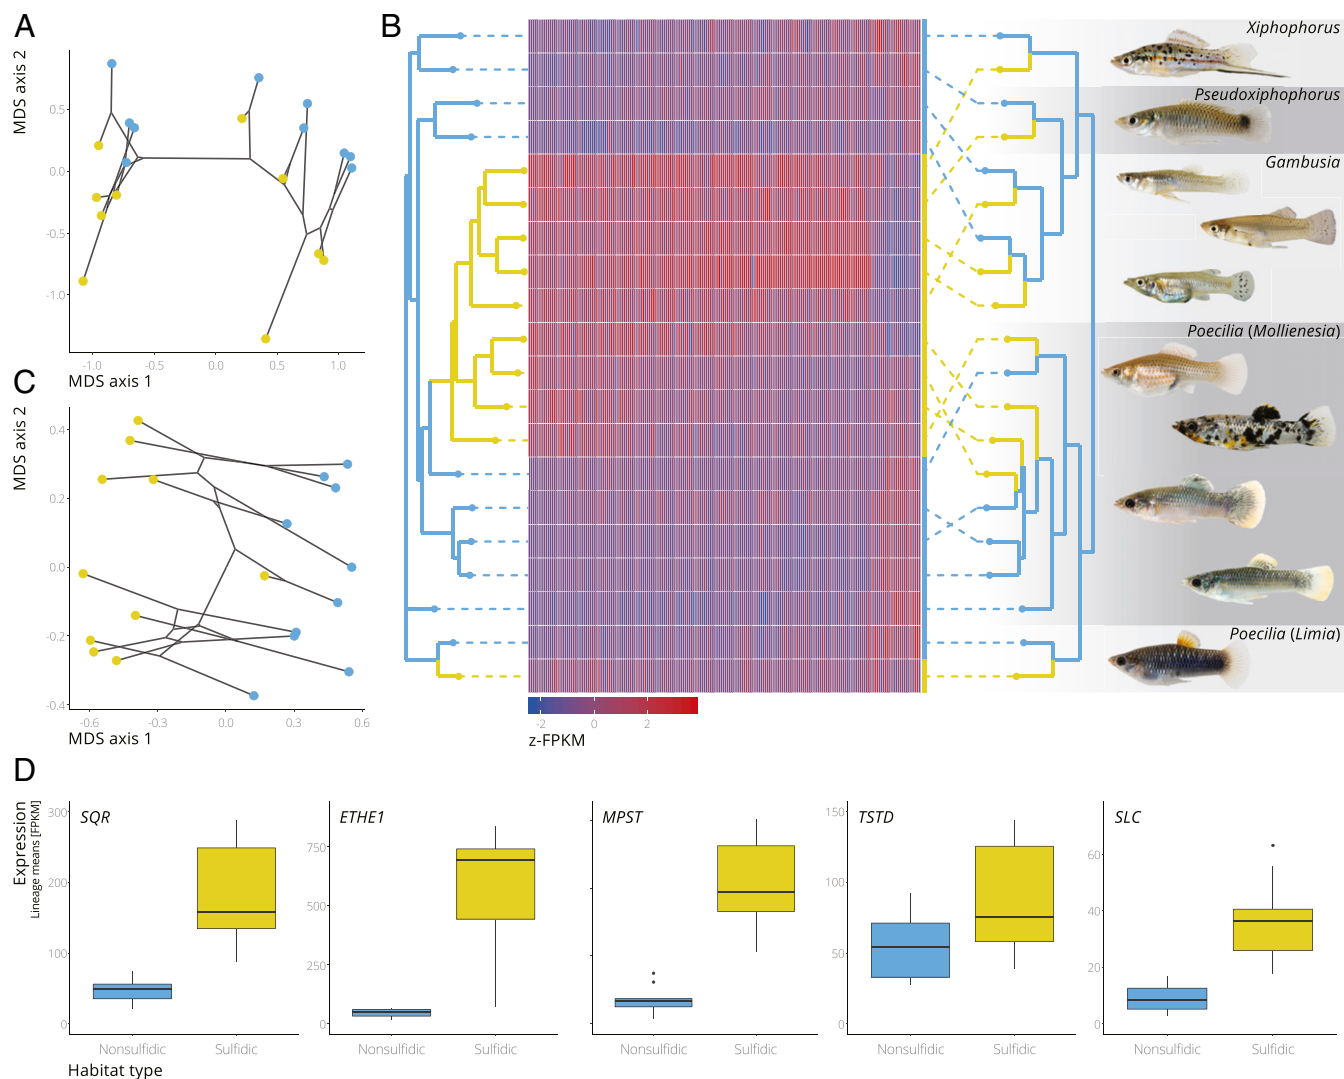 A
MDS axis 2
0.5
0.0
-0.5
-1.0
-1.0
-0.5
0.0
0.5
1.0
MDS axis 1
B
Xiphophorus
Pseudoxiphophorus
Gambusia
Poecilia (Mollienesia)
Poecilia (Limia)
-2
0
2
z-FPKM
C
MDS axis 2
0.4
0.2
0.0
-0.2
-0.4
-0.6
-0.3
0.0
0.3
0.6
MDS axis 1
D
Expression
Lineage means [FPKM]
SQR
300
200
100
0
Nonsulfidic
Sulfidic
ETHE1
750
500
250
0
Nonsulfidic
Sulfidic
MPST
Nonsulfidic
Sulfidic
TSTD
150
100
50
0
Nonsulfidic
Sulfidic
SLC
60
40
20
0
Nonsulfidic
Sulfidic
Habitat type